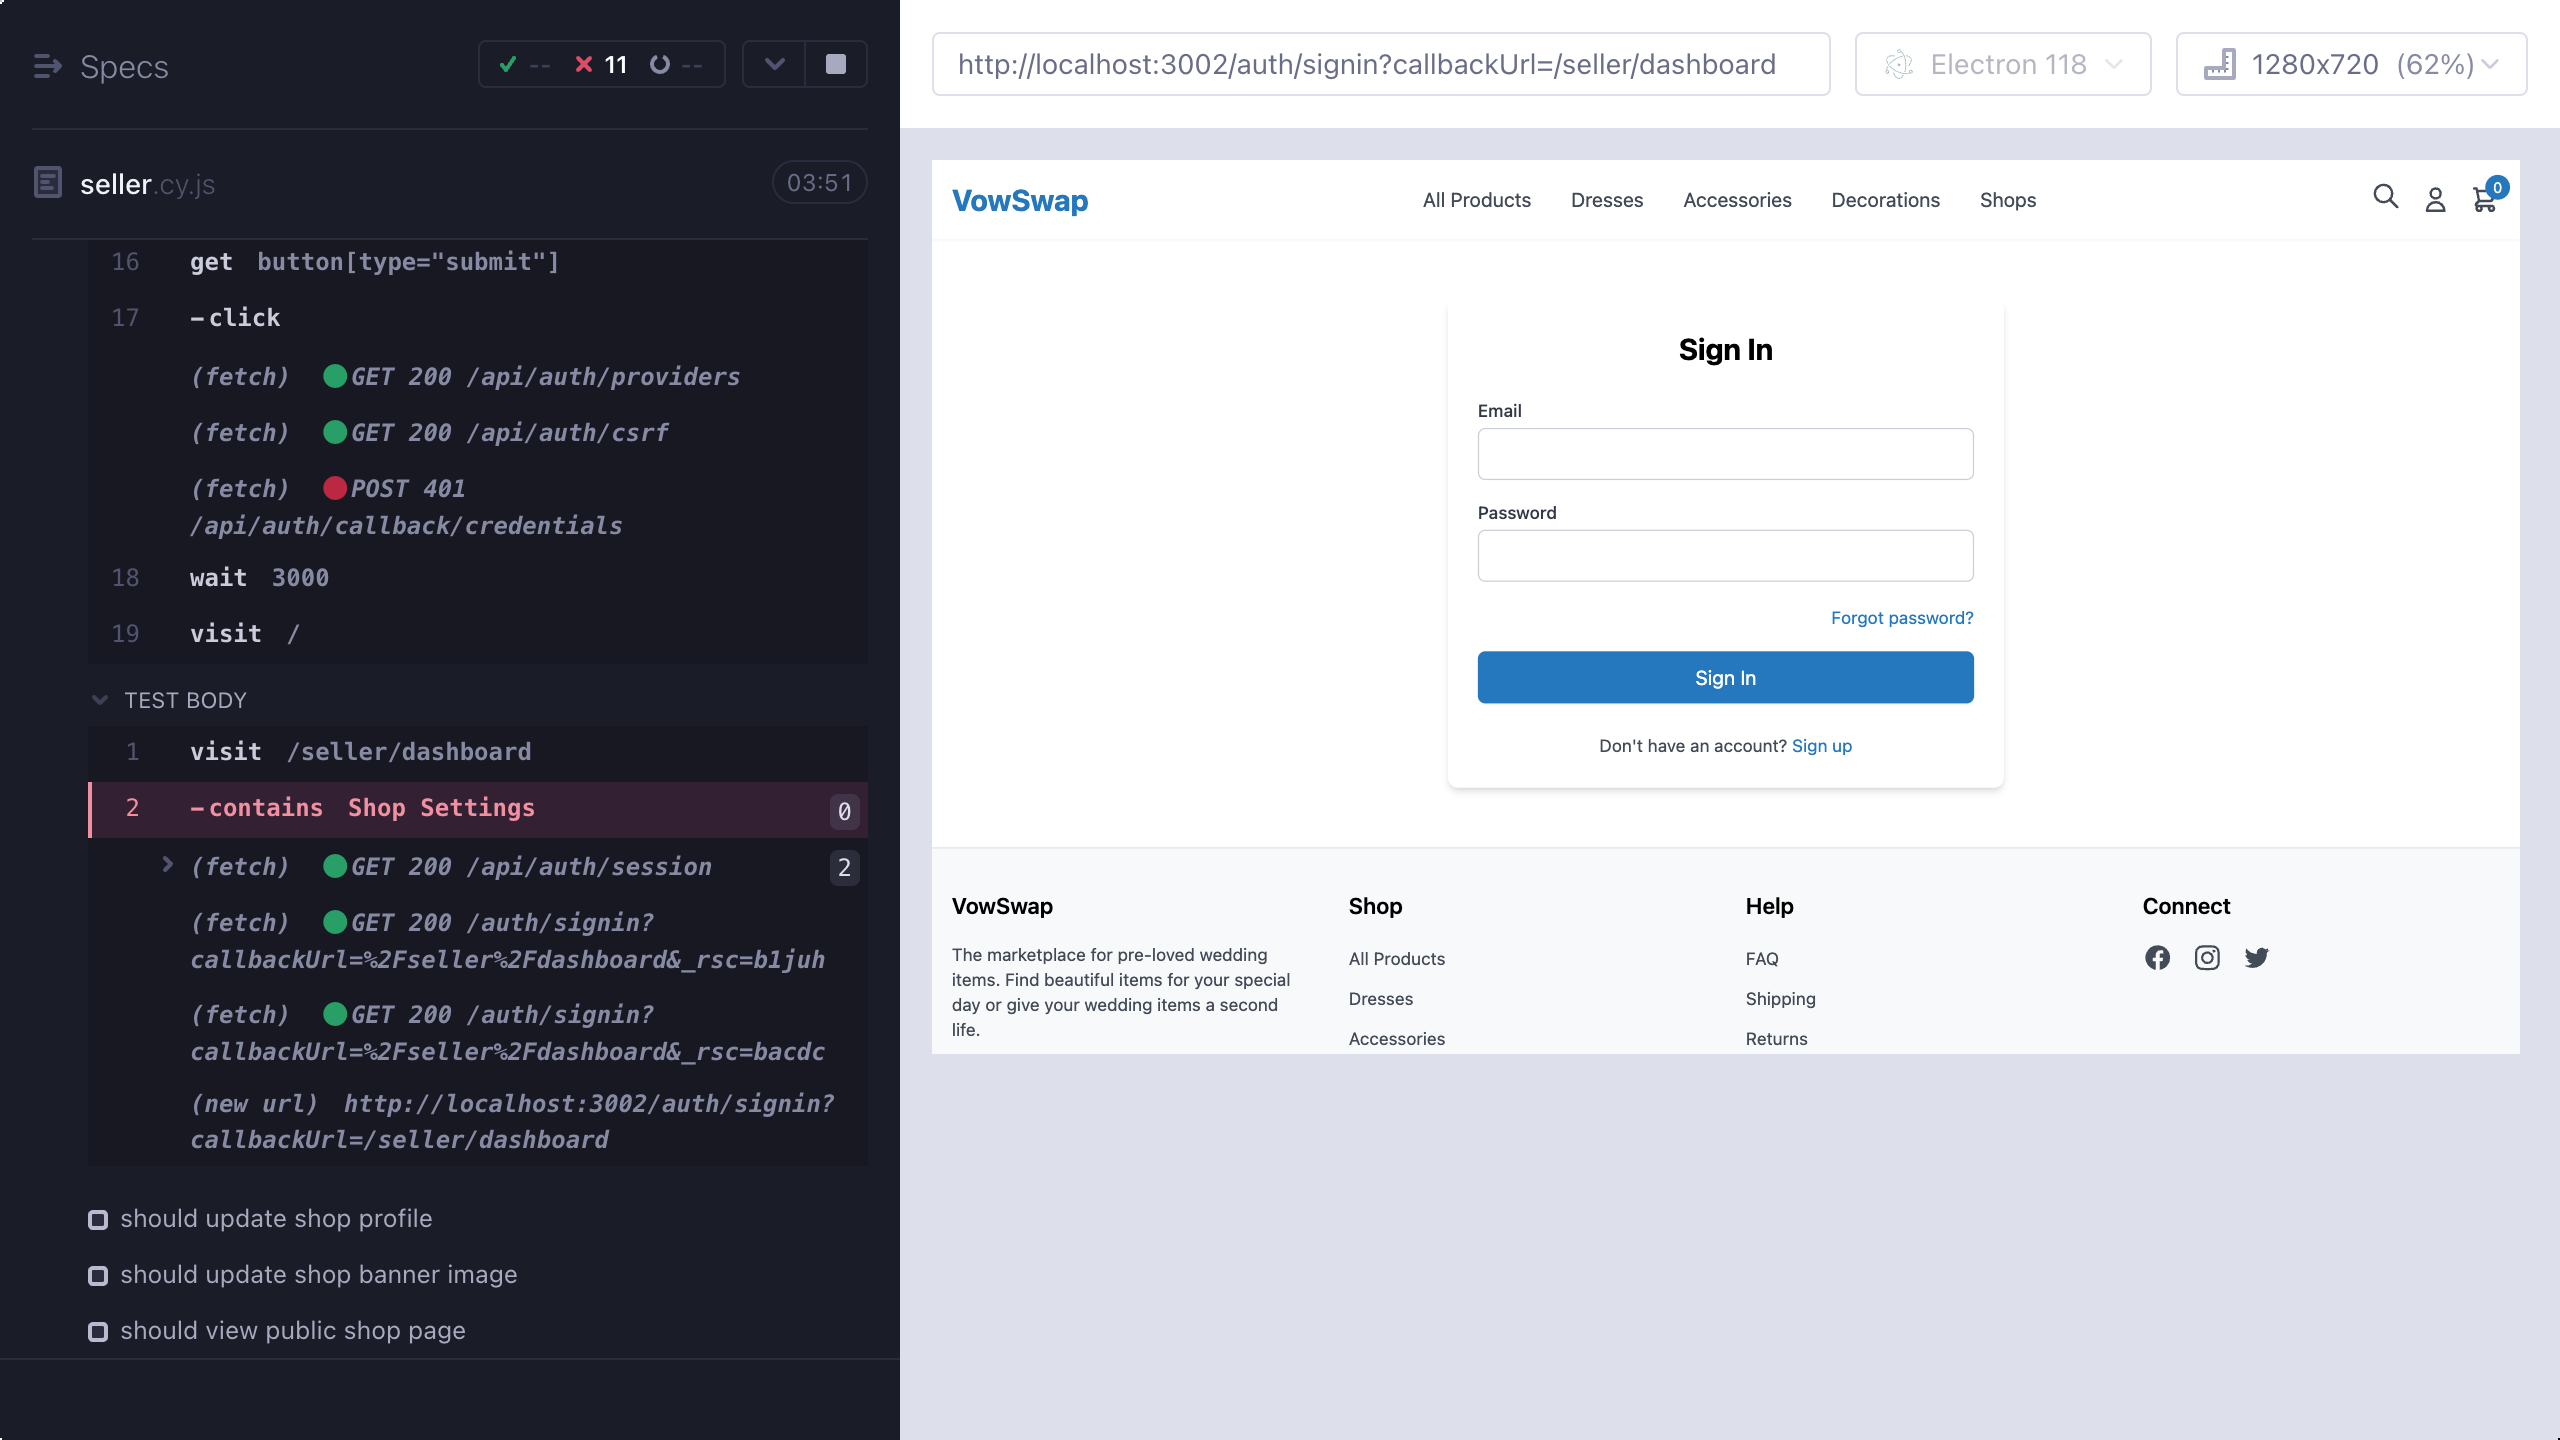 Specs
--
11
--
seller.cy.js
03:51
16 get button[type="submit"]
17 -click
(fetch) GET 200 /api/auth/providers
(fetch) GET 200 /api/auth/csrf
(fetch) POST 401
/api/auth/callback/credentials
18 wait 3000
19 visit /
TEST BODY
1 visit /seller/dashboard
2 -contains Shop Settings 0
(fetch) GET 200 /api/auth/session 2
(fetch) GET 200 /auth/signin?
callbackUrl=%2Fseller%2Fdashboard&_rsc=b1juh
(fetch) GET 200 /auth/signin?
callbackUrl=%2Fseller%2Fdashboard&_rsc=bacdc
(new url) http://localhost:3002/auth/signin?
callbackUrl=/seller/dashboard
should update shop profile
should update shop banner image
should view public shop page
http://localhost:3002/auth/signin?callbackUrl=/seller/dashboard
Electron 118
1280x720 (62%)
VowSwap
All Products
Dresses
Accessories
Decorations
Shops
0
Sign In
Email
Password
Forgot password?
Sign In
Don't have an account? Sign up
VowSwap
The marketplace for pre-loved wedding
items. Find beautiful items for your special
day or give your wedding items a second
life.
Shop
All Products
Dresses
Accessories
Help
FAQ
Shipping
Returns
Connect